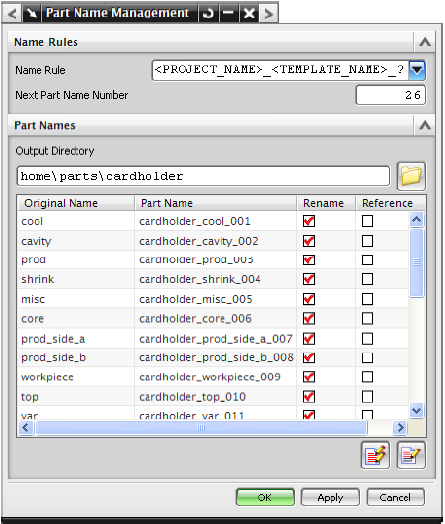 Part Name Management
Name Rules
Name Rule <PROJECT_NAME>_<TEMPLATE_NAME>_?
Next Part Name Number 26
Part Names
Output Directory
home\parts\cardholder
Original Name Part Name Rename Reference
cool cardholder_cool_001
cavity cardholder_cavity_002
prod cardholder_prod_003
shrink cardholder_shrink_004
misc cardholder_misc_005
core cardholder_core_006
prod_side_a cardholder_prod_side_a_007
prod_side_b cardholder_prod_side_b_008
workpiece cardholder_workpiece_009
top cardholder_top_010
var cardholder_var_011
OK Apply Cancel